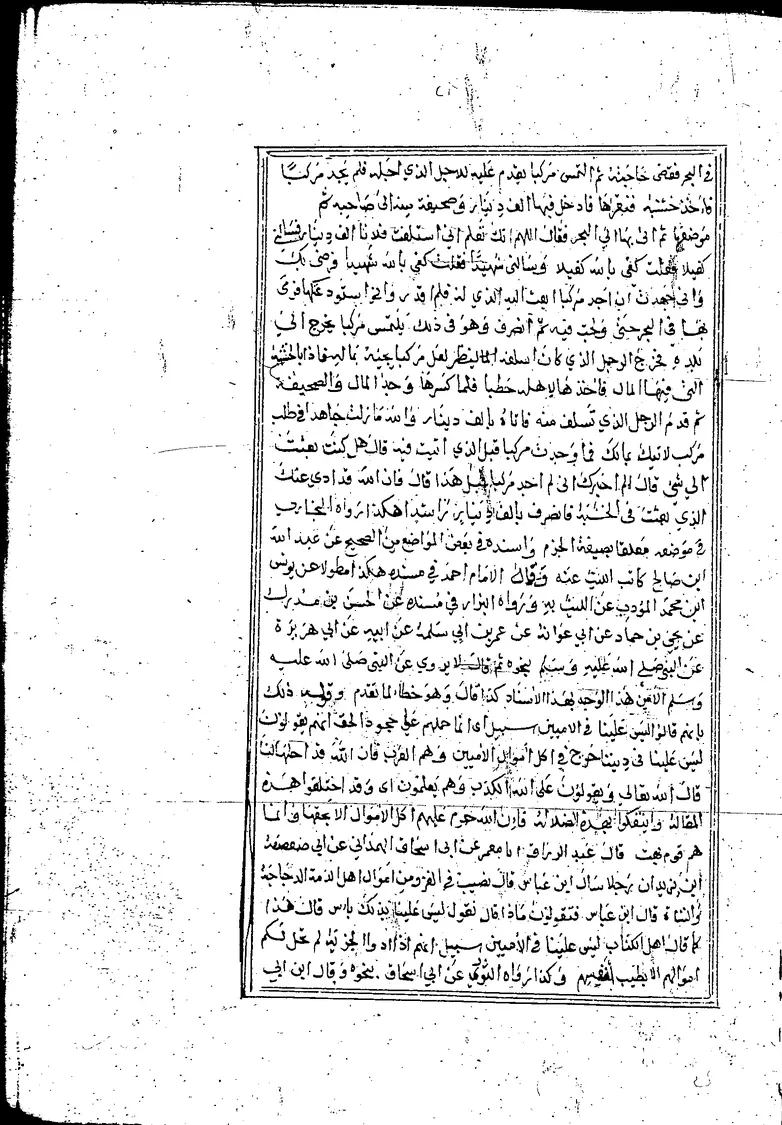 في البحر فقضى حاجته ثم التمس مركبا يقدم عليه للاجل الذي اجله فلم يجد مركبًا
فاخذ خشبة فنقرها فادخل فيها الف دينار وصحيفة منه الى صاحبه ثم
موضعها ثم اتى بها الى البحر فقال اللهم انك تعلم اني استلفت فلانا الف دينار فسالني
كفيلا فقلت كفى بالله كفيلا وسالني شهيدا فقلت كفى بالله شهيدا فرضى بك
واني جهدت ان اجد مركبا ابعث اليه الذي له فلم اقدر واني استودعتكها فرمى
بها في البحر حتى ولجت فيه ثم انصرف وهو في ذلك يلتمس مركبا يخرج الى
بلده فخرج الرجل الذي كان اسلفه المال ينظر لعل مركبا يجيئه بماله فاذا بالخشبة
التي فيها المال فاخذها لاهله حطبا فلما كسرها وجد المال والصحيفة
ثم قدم الرجل الذي تسلف منه فاتاه بالف دينار والله ما زلت جاهدا في طلب
مركب لاتيك بمالك فما وجدت مركبا قبل الذي اتيت فيه قال هل كنت بعثت
الي شي قال الم اخبرك اني لم اجد مركبا قبل هذا قال فان الله قد ادى عنك
الذي بعثت في الخشبة فانصرف بالف دينار راشدا هكذا رواه البخاري
في موضعه معلقا بصيغة الجزم واسنده في بعض المواضع من الصحيح عن عبد الله
ابن صالح كاتب الليث عنه وقال الامام احمد في مسنده هكذا مطولا عن يونس
ابن محمد المؤدب عن الليث به ورواه البزار في مسنده عن الحسن بن مدرك
عن يحيى بن حماد عن ابي عوانة عن عمر بن ابي سلمة عن ابيه عن ابي هريرة
عن النبي صلى الله عليه وسلم بنحوه ثم قال لا يروى عن النبي صلى الله عليه
وسلم الا من هذا الوجه بهذا الاسناد كذا قال وهو خطا لما تقدم وقوله ذلك
بانهم قالوا ليس علينا في الاميين سبيل اي انما حملهم على جحود الحق انهم يقولون
ليس علينا في ديننا حرج في اكل اموال الاميين وهم العرب فان الله قد احلها لنا
قال الله تعالى ويقولون على الله الكذب وهم يعلمون اي وقد اختلقوا هذه
المقالة وايتفكوا بهذه الضلالة فان الله حرم عليهم اكل الاموال الا بحقها وانما
هم قوم بهت قال عبد الرزاق انا معمر عن ابي اسحاق الهمداني عن ابي صعصعة
ابن يزيد ان رجلا سال ابن عباس قال نصيب في الغزو من اموال اهل الذمة الدجاجة
والشاة قال ابن عباس فتقولون ماذا قال نقول ليس علينا بذلك باس قال هذا
كما قال اهل الكتاب ليس علينا في الاميين سبيل انهم اذا ادوا الجزية لم تحل لكم
اموالهم الا بطيب انفسهم وكذا رواه الثوري عن ابي اسحاق بنحوه وقال ابن ابي